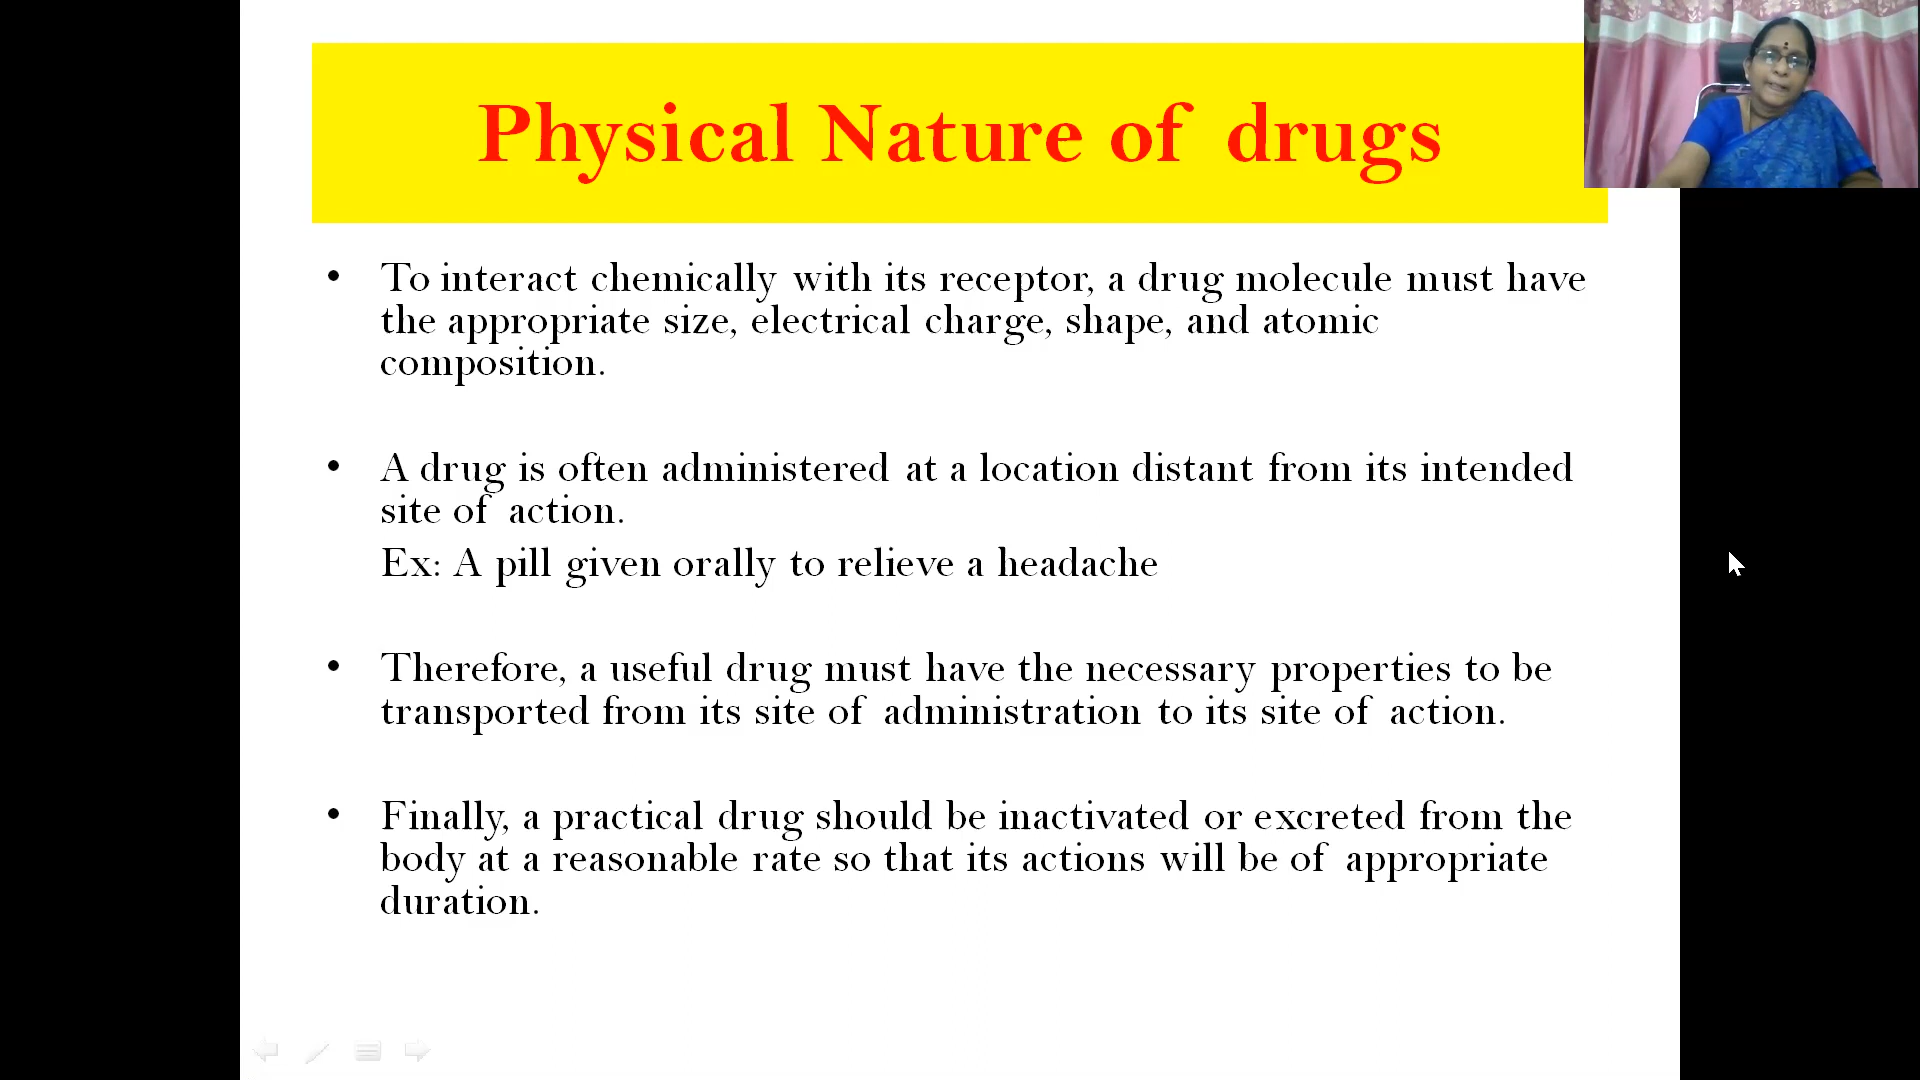 Physical Nature of drugs
• To interact chemically with its receptor, a drug molecule must have
the appropriate size, electrical charge, shape, and atomic
composition.
• A drug is often administered at a location distant from its intended
site of action.
Ex: A pill given orally to relieve a headache
• Therefore, a useful drug must have the necessary properties to be
transported from its site of administration to its site of action.
• Finally, a practical drug should be inactivated or excreted from the
body at a reasonable rate so that its actions will be of appropriate
duration.